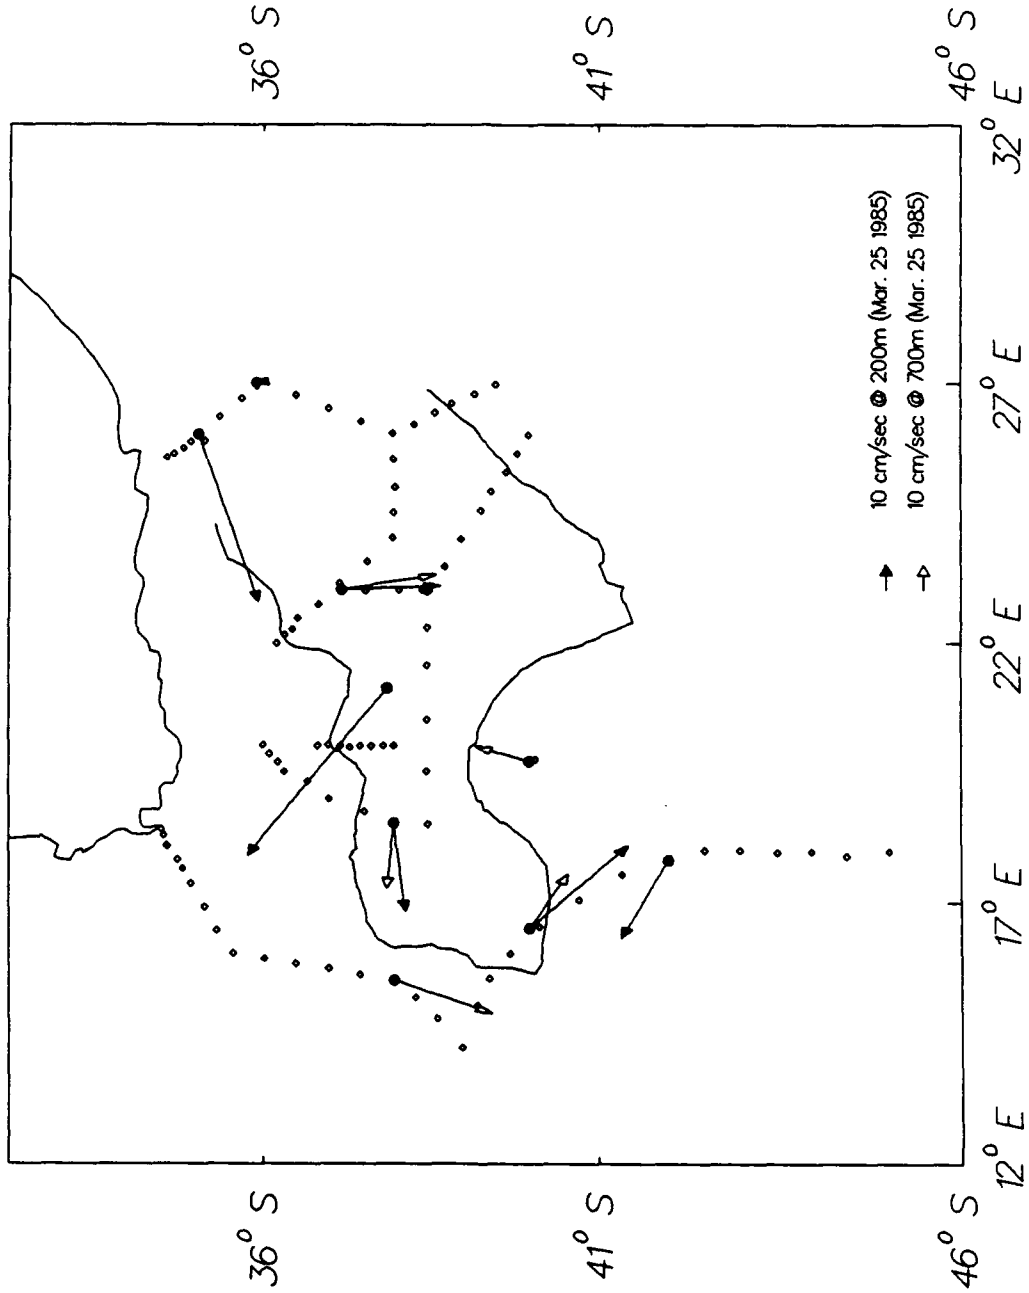 36° S
41° S
46° S
32° E
27° E
22° E
17° E
12° E
10 cm/sec @ 200m (Mar. 25 1985)
10 cm/sec @ 700m (Mar. 25 1985)
36° S
41° S
46° S